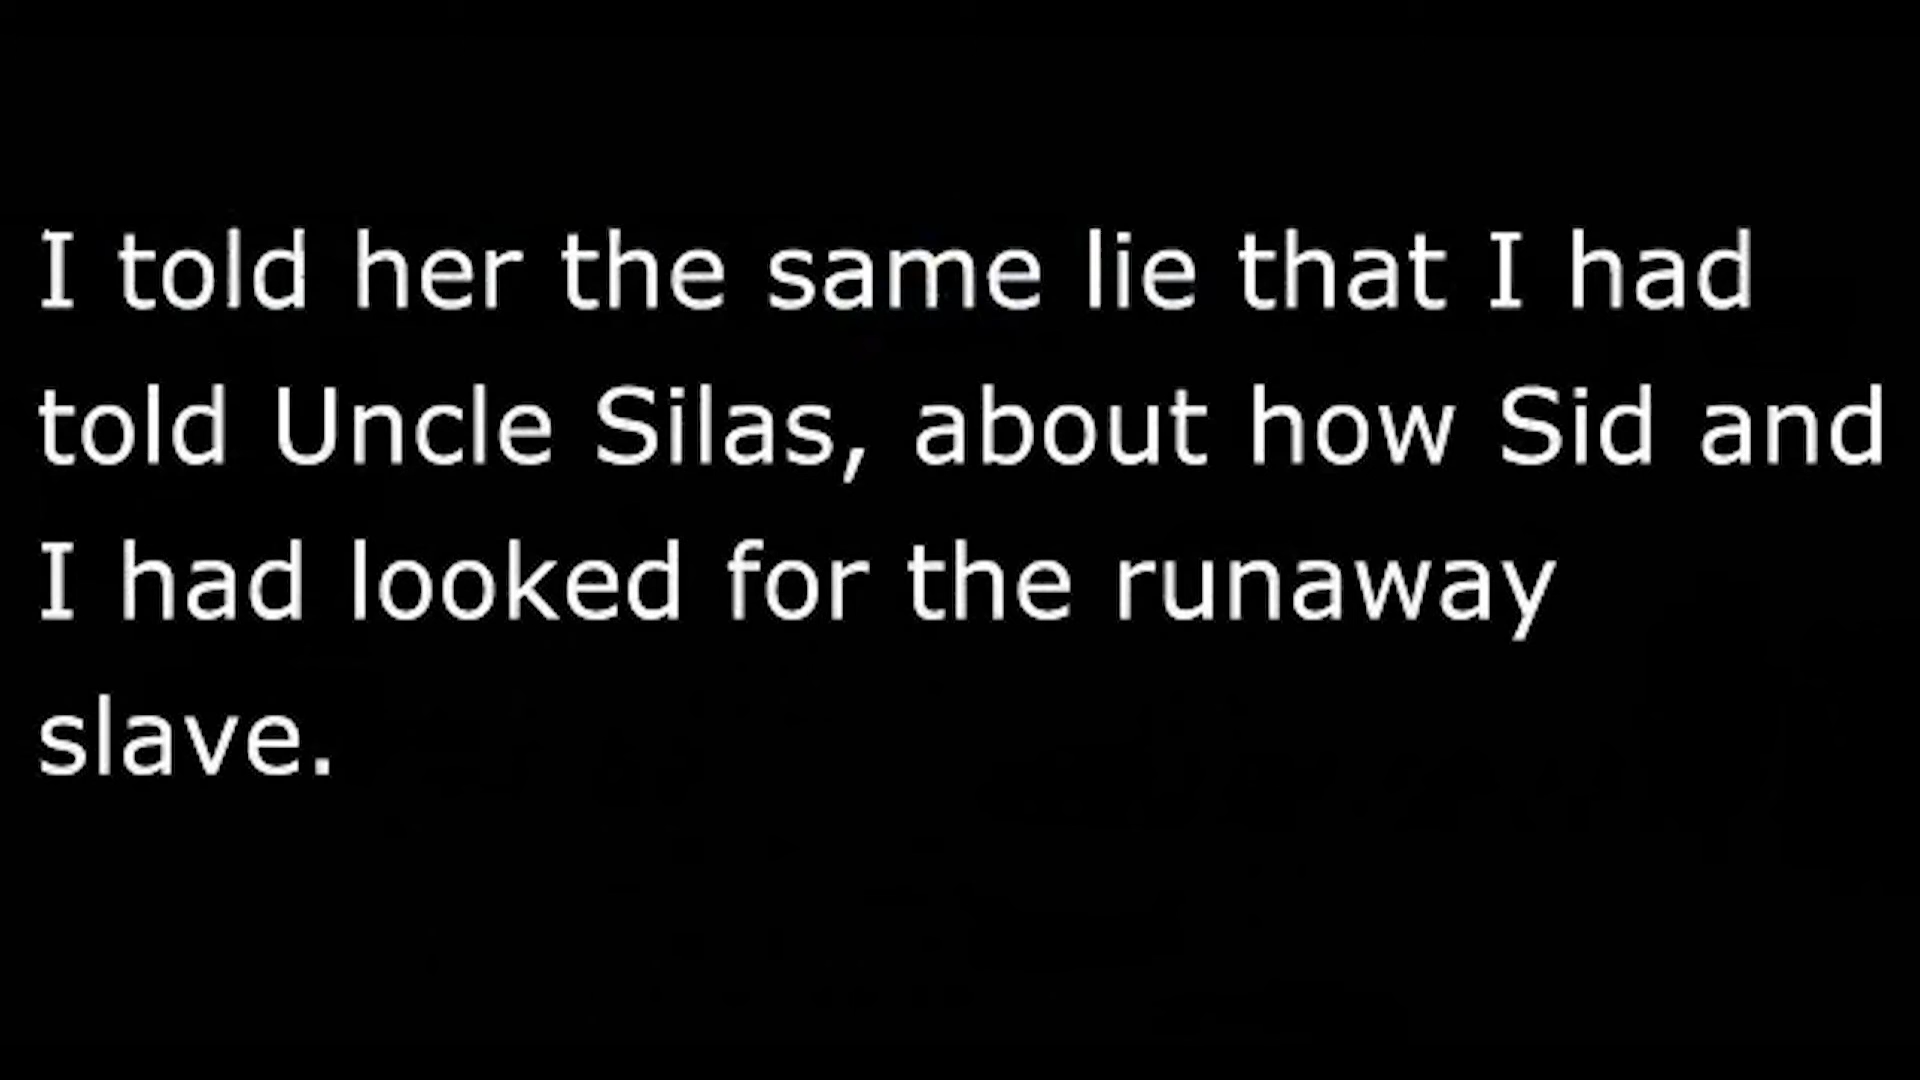 I told her the same lie that I had
told Uncle Silas, about how Sid and
I had looked for the runaway
slave.